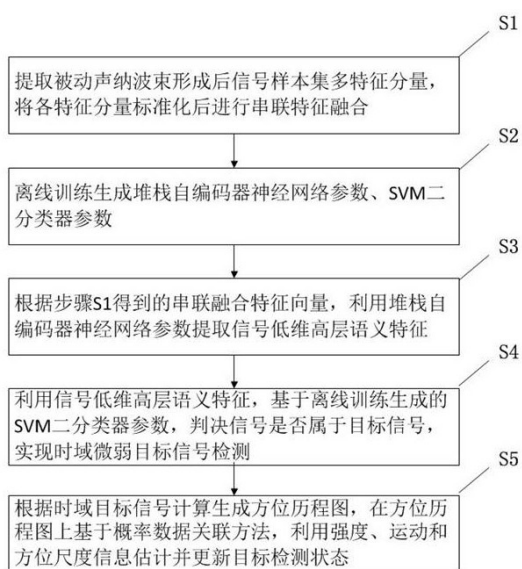 S1
提取被动声纳波束形成后信号样本集多特征分量，
将各特征分量标准化后进行串联特征融合
S2
离线训练生成堆栈自编码器神经网络参数、SVM二
分类器参数
S3
根据步骤S1得到的串联融合特征向量，利用堆栈自
编码器神经网络参数提取信号低维高层语义特征
S4
利用信号低维高层语义特征，基于离线训练生成的
SVM二分类器参数，判决信号是否属于目标信号，
实现时域微弱目标信号检测
S5
根据时域目标信号计算生成方位历程图，在方位历
程图上基于概率数据关联方法，利用强度、运动和
方位尺度信息估计并更新目标检测状态